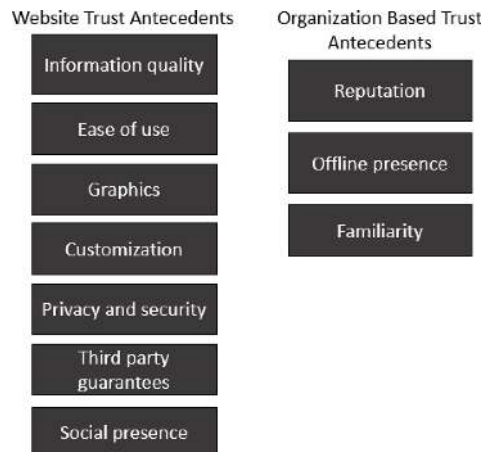 Website Trust Antecedents
Information quality
Ease of use
Graphics
Customization
Privacy and security
Third party
guarantees
Social presence
Organization Based Trust
Antecedents
Reputation
Offline presence
Familiarity